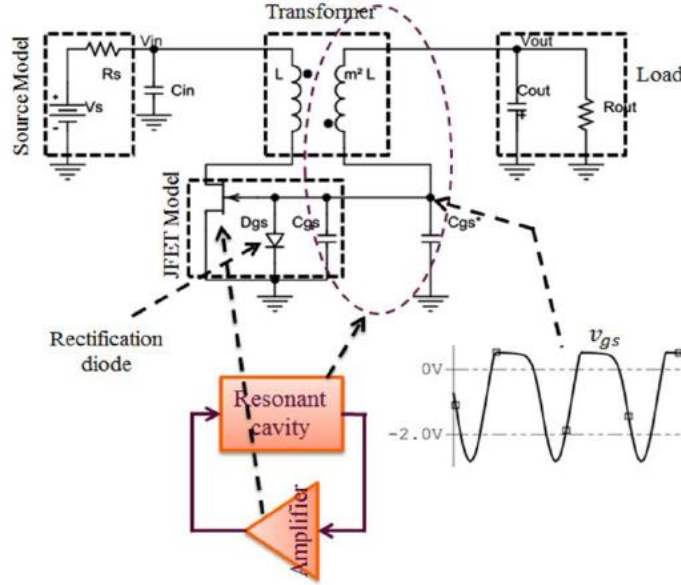 Transformer
Source Model
Vin
Rs
Vs
Cin
L
m² L
Vout
Load
Cout
Rout
JFET Model
Dgs
Cgs
Cgs*
Rectification
diode
Resonant
cavity
Amplifier
vgs
0V
-2.0V